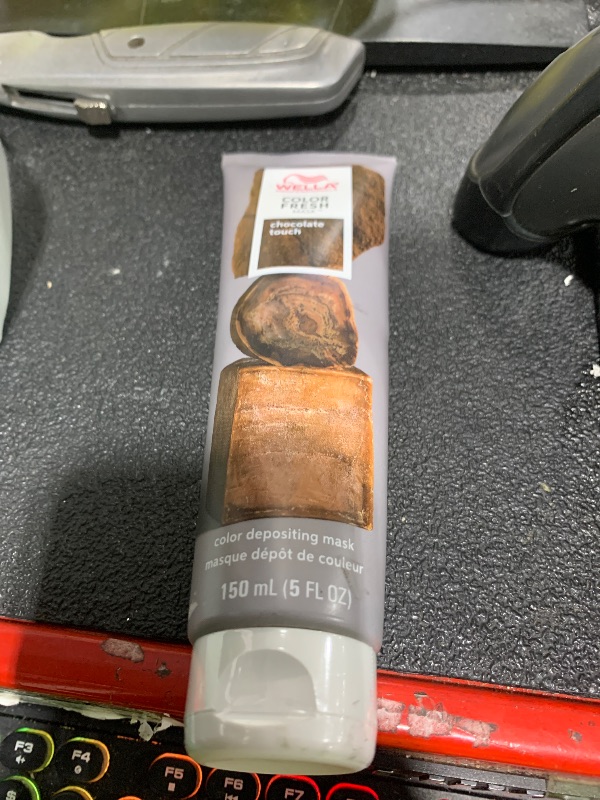 WELLA
COLOR
FRESH
MASK
chocolate
touch
color depositing mask
masque dépôt de couleur
150 mL (5 FL OZ)
F3
F4
F5
F6
F7